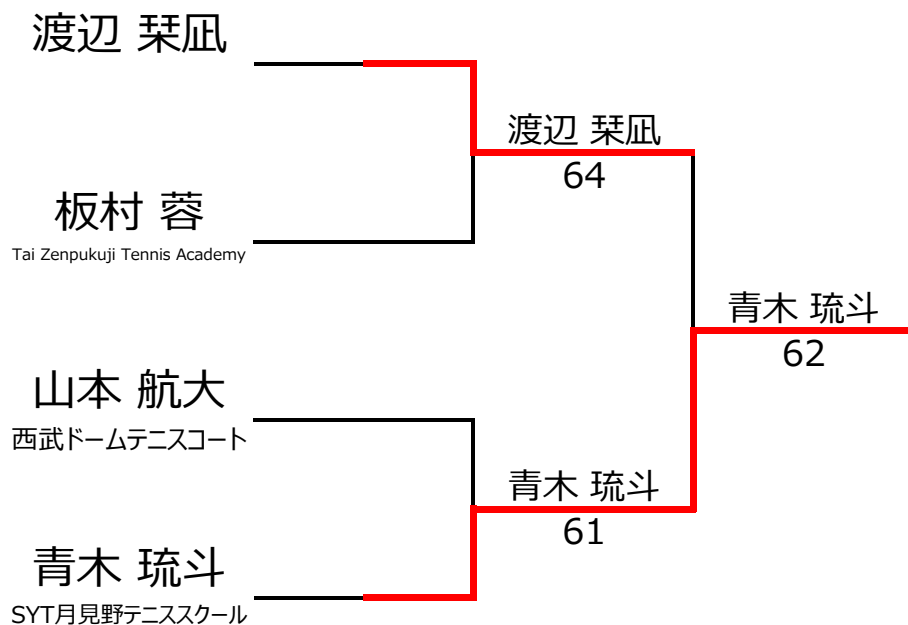 渡辺 栞凪
渡辺 栞凪
64
板村 蓉
Tai Zenpukuji Tennis Academy
青木 琉斗
62
山本 航大
西武ドームテニスコート
青木 琉斗
61
青木 琉斗
SYT月見野テニススクール